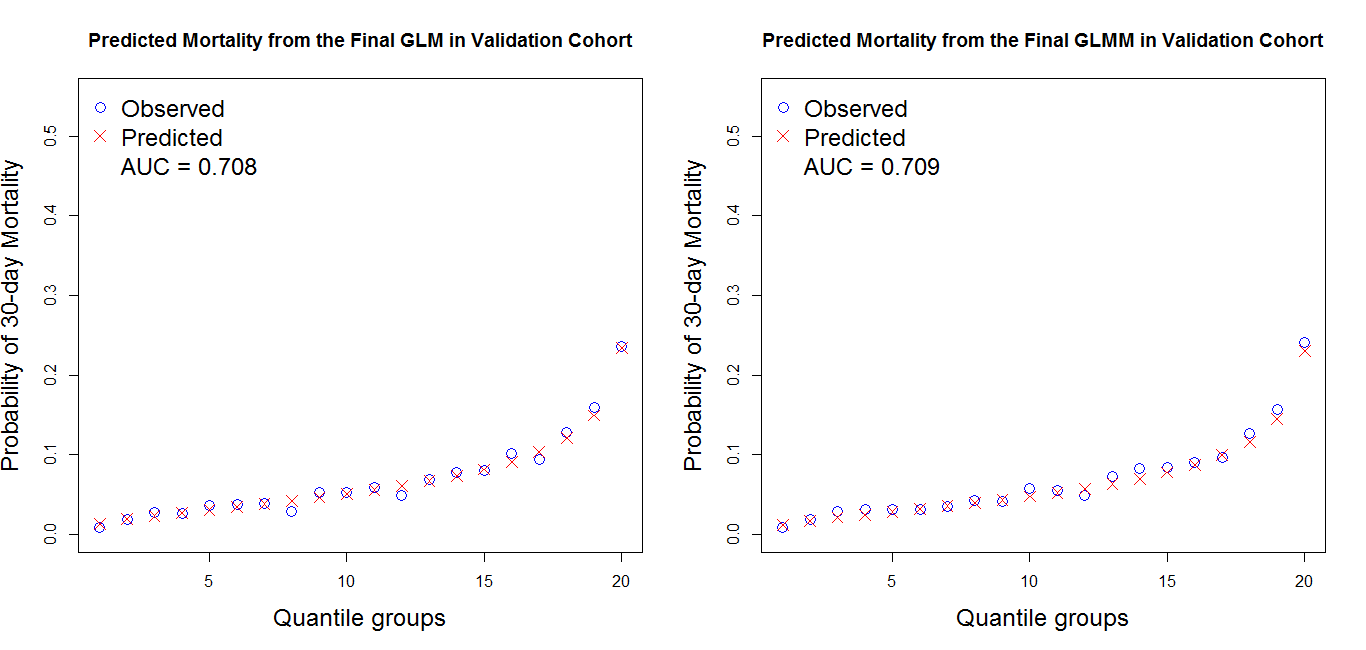 Predicted Mortality from the Final GLM in Validation Cohort
Observed
Predicted
AUC = 0.708
Probability of 30-day Mortality
0.0
0.1
0.2
0.3
0.4
0.5
5
10
15
20
Quantile groups
Predicted Mortality from the Final GLMM in Validation Cohort
Observed
Predicted
AUC = 0.709
Probability of 30-day Mortality
0.0
0.1
0.2
0.3
0.4
0.5
5
10
15
20
Quantile groups